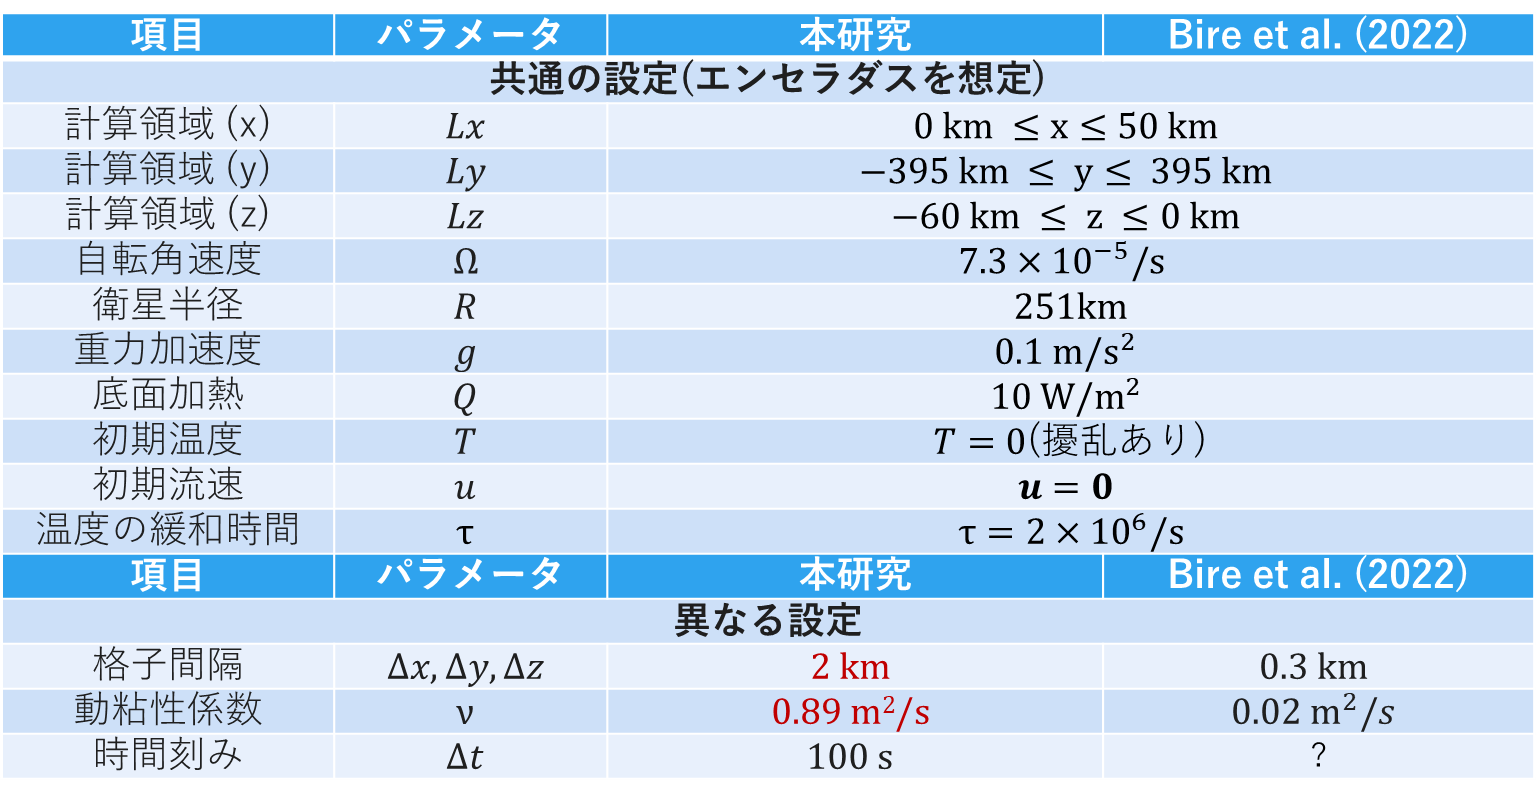 項目 パラメータ 本研究 Bire et al. (2022)
共通の設定(エンセラダスを想定)
計算領域 (x) Lx 0 km ≤ x ≤ 50 km
計算領域 (y) Ly −395 km ≤ y ≤ 395 km
計算領域 (z) Lz −60 km ≤ z ≤ 0 km
自転角速度 Ω 7.3 × 10⁻⁵/s
衛星半径 R 251km
重力加速度 g 0.1 m/s²
底面加熱 Q 10 W/m²
初期温度 T T = 0(擾乱あり)
初期流速 u u = 0
温度の緩和時間 τ τ = 2 × 10⁶/s
項目 パラメータ 本研究 Bire et al. (2022)
異なる設定
格子間隔 Δx, Δy, Δz 2 km 0.3 km
動粘性係数 ν 0.89 m²/s 0.02 m²/s
時間刻み Δt 100 s ?